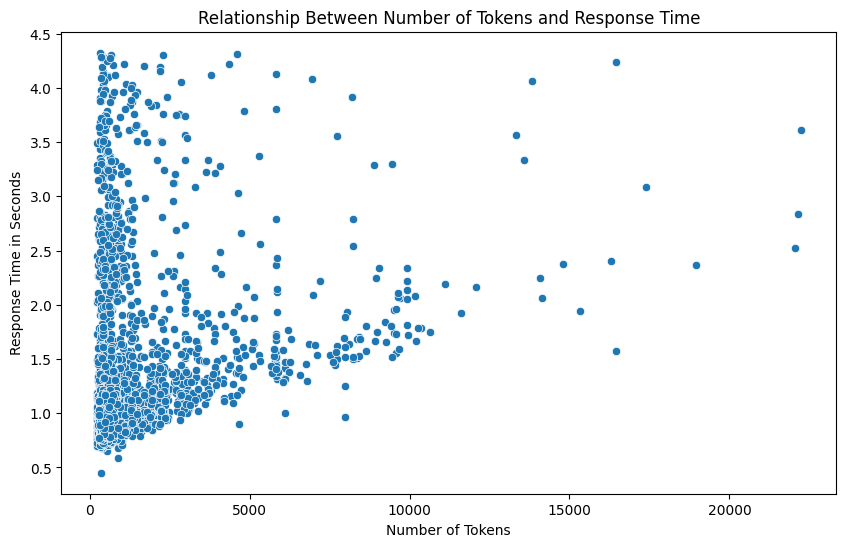 Relationship Between Number of Tokens and Response Time
4.5
4.0
3.5
3.0
2.5
2.0
1.5
1.0
0.5
Response Time in Seconds
0 5000 10000 15000 20000
Number of Tokens